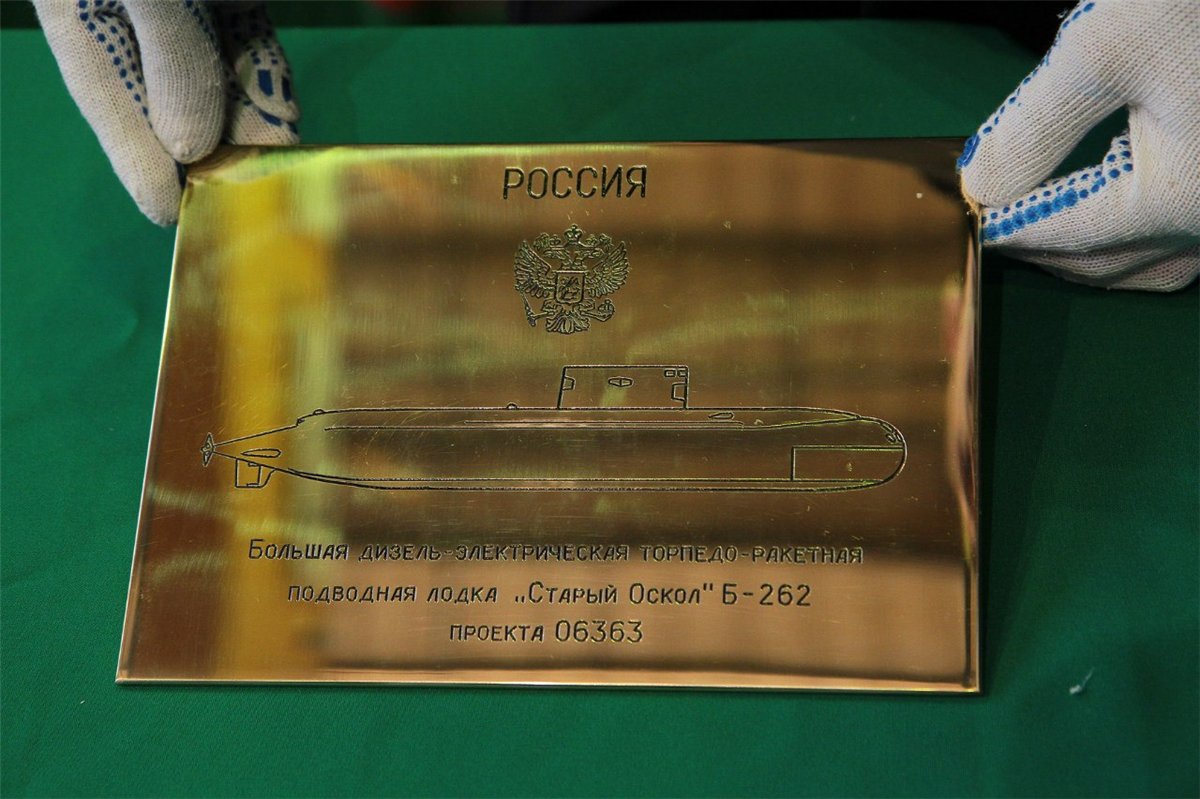 РОССИЯ
Большая дизель-электрическая торпедо-ракетная
подводная лодка „Старый Оскол" Б-262
проекта 06363